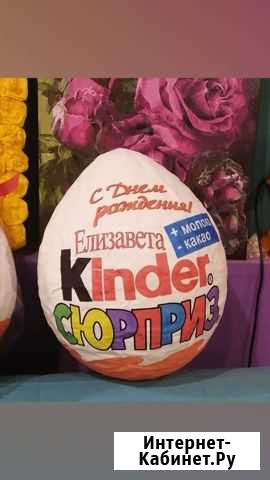 С Днем
рождения!
Елизавета
+ молоко
- какао
Kinder
СЮРПРИЗ
Интернет-
Кабинет.Ру